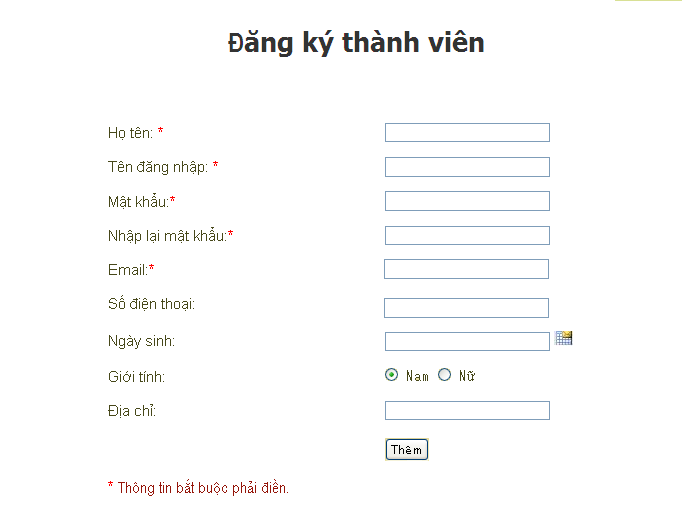 Đăng ký thành viên
Họ tên: *
Tên đăng nhập: *
Mật khẩu:*
Nhập lại mật khẩu:*
Email:*
Số điện thoại:
Ngày sinh:
Giới tính: Nam Nữ
Địa chỉ:
Thêm
* Thông tin bắt buộc phải điền.